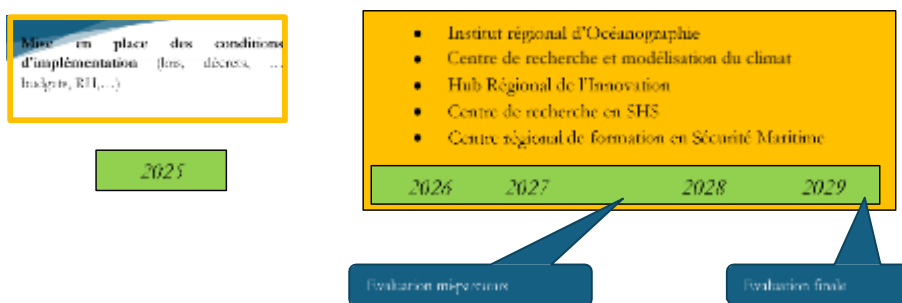 Mise en place des conditions
d'implémentation (lois, décrets, …
budgets, RH,…)
2025
• Institut régional d'Océanographie
• Centre de recherche et modélisation du climat
• Hub Régional de l'Innovation
• Centre de recherche en SHS
• Centre régional de formation en Sécurité Maritime
2026 2027 2028 2029
Evaluation mi-parcours
Evaluation finale